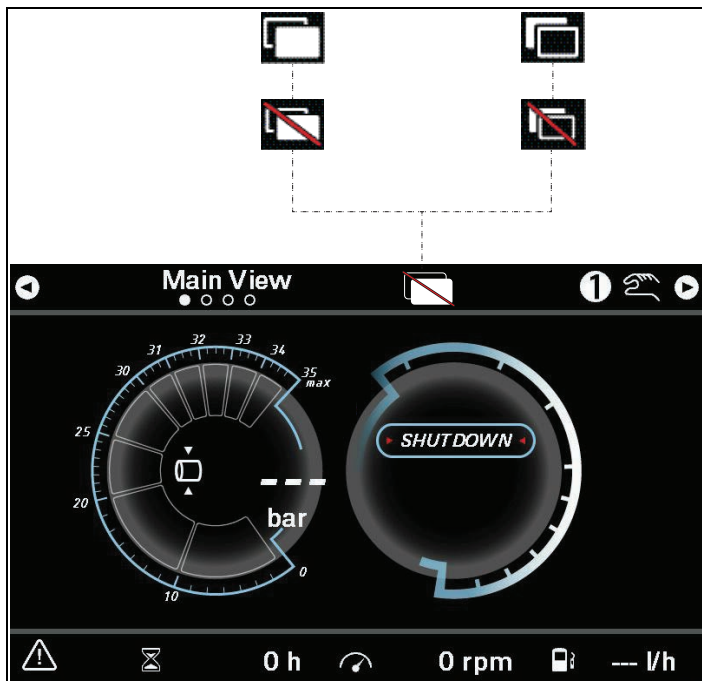 Main View
1
31 32 33 34
30 35
max
25
SHUTDOWN
---
20
bar
10 0
0 h 0 rpm --- l/h